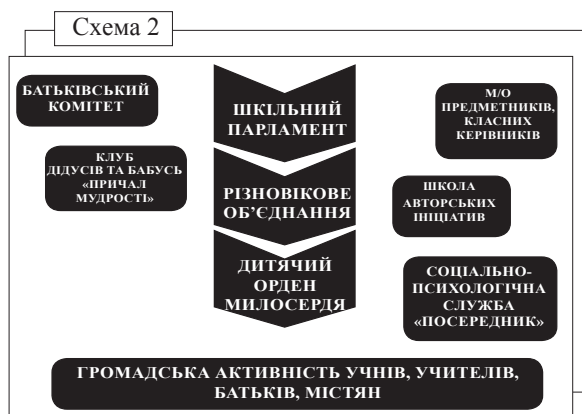 Схема 2
БАТЬКІВСЬКИЙ
КОМІТЕТ
КЛУБ
ДІДУСІВ ТА БАБУСЬ
«ПРИЧАЛ
МУДРОСТІ»
ШКІЛЬНИЙ
ПАРЛАМЕНТ
РІЗНОВІКОВЕ
ОБ’ЄДНАННЯ
ДИТЯЧИЙ
ОРДЕН
МИЛОСЕРДЯ
М/О
ПРЕДМЕТНИКІВ,
КЛАСНИХ
КЕРІВНИКІВ
ШКОЛА
АВТОРСЬКИХ
ІНІЦІАТИВ
СОЦІАЛЬНО-
ПСИХОЛОГІЧНА
СЛУЖБА
«ПОСЕРЕДНИК»
ГРОМАДСЬКА АКТИВНІСТЬ УЧНІВ, УЧИТЕЛІВ,
БАТЬКІВ, МІСТЯН